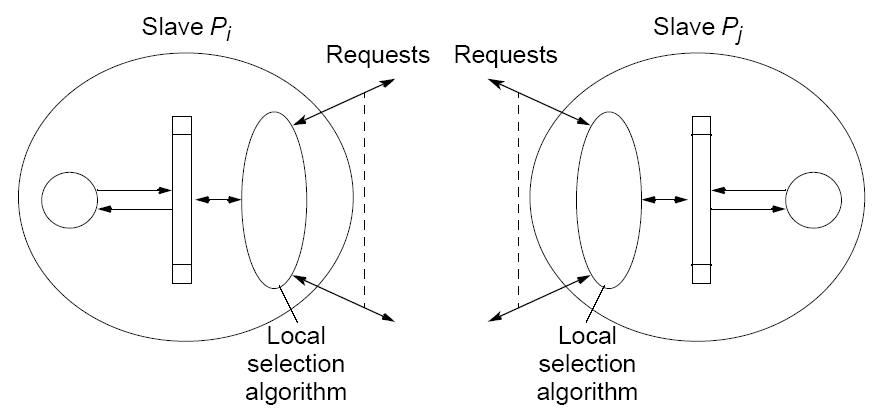 Slave Pi
Slave Pj
Requests
Requests
Local
selection
algorithm
Local
selection
algorithm